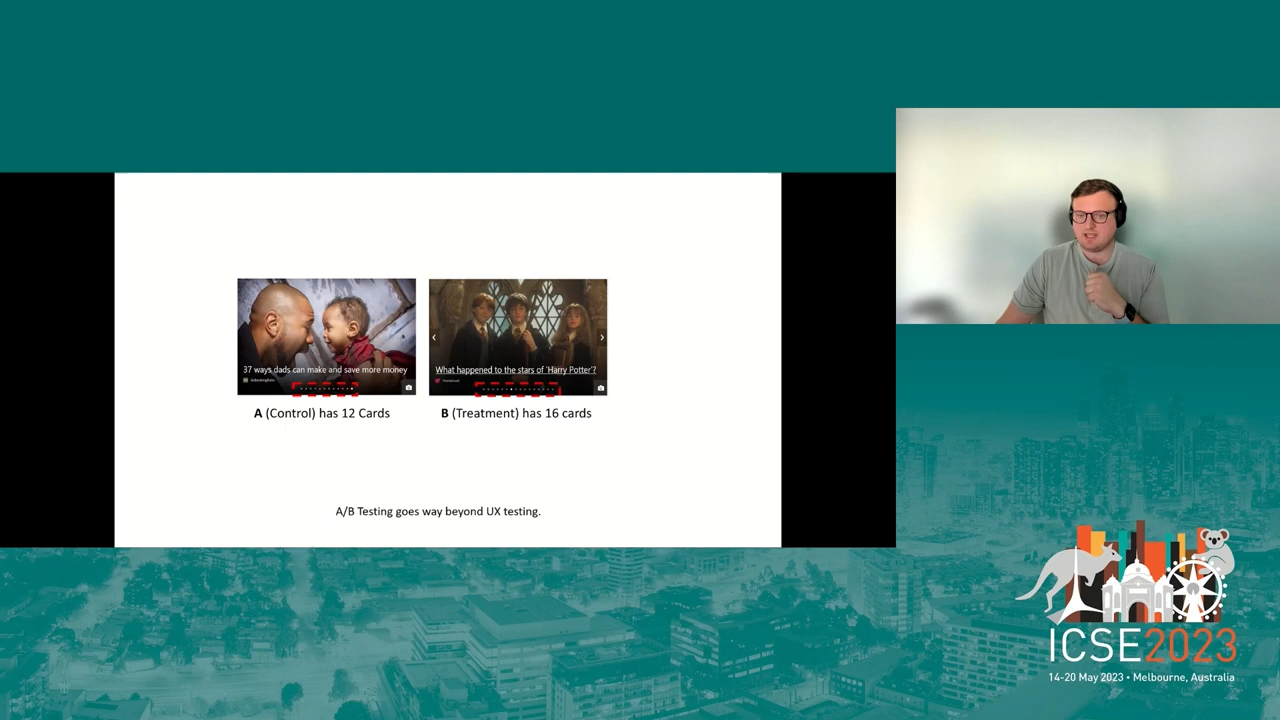 37 ways dads can make and save more money
What happened to the stars of 'Harry Potter'?
A (Control) has 12 Cards
B (Treatment) has 16 cards
A/B Testing goes way beyond UX testing.
ICSE2023
14-20 May 2023 • Melbourne, Australia